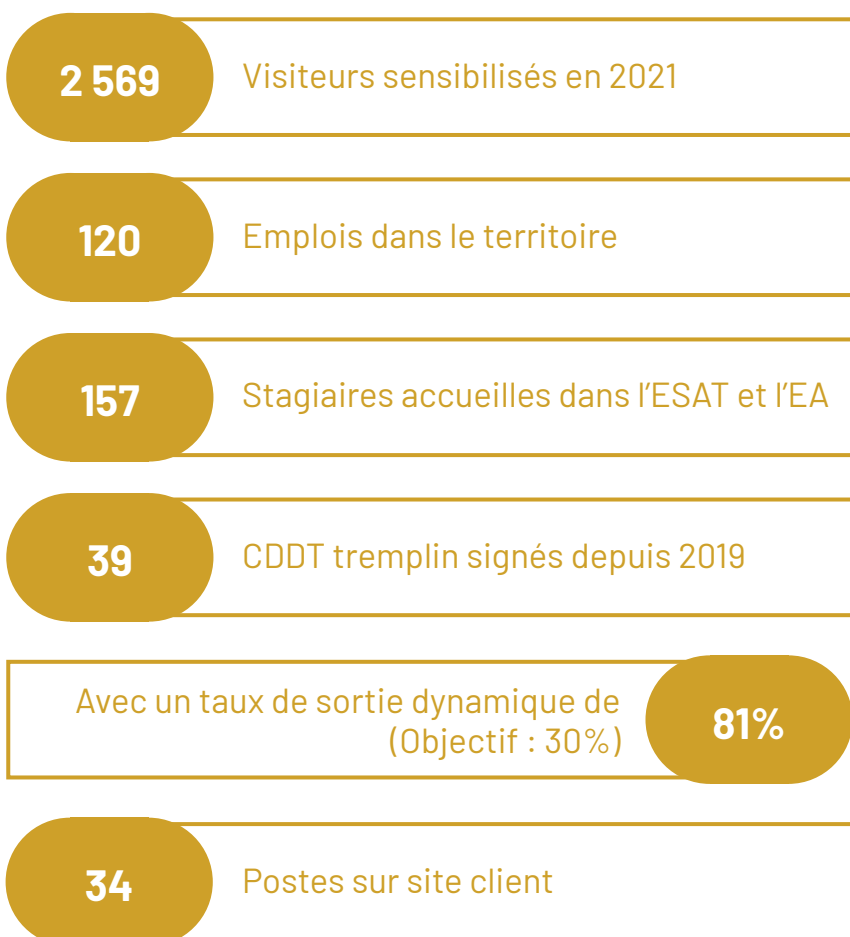 2 569
Visiteurs sensibilisés en 2021
120
Emplois dans le territoire
157
Stagiaires accueilles dans l'ESAT et l'EA
39
CDDT tremplin signés depuis 2019
Avec un taux de sortie dynamique de
(Objectif : 30%)
81%
34
Postes sur site client